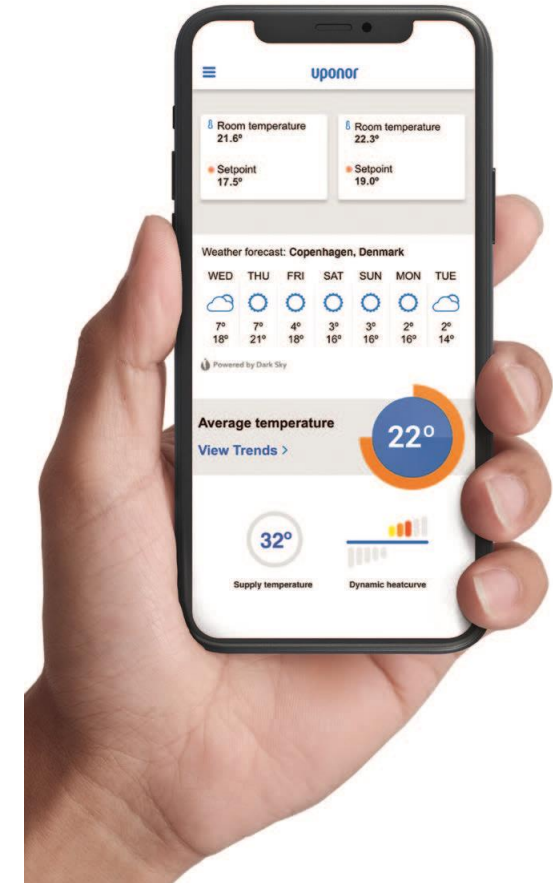 uponor
Room temperature
21.6°
Setpoint
17.5°
Room temperature
22.3°
Setpoint
19.0°
Weather forecast: Copenhagen, Denmark
WED THU FRI SAT SUN MON TUE
7° 7° 4° 3° 3° 2° 2°
18° 21° 18° 16° 16° 16° 14°
Powered by Dark Sky
Average temperature
View Trends >
22°
32°
Supply temperature
Dynamic heatcurve